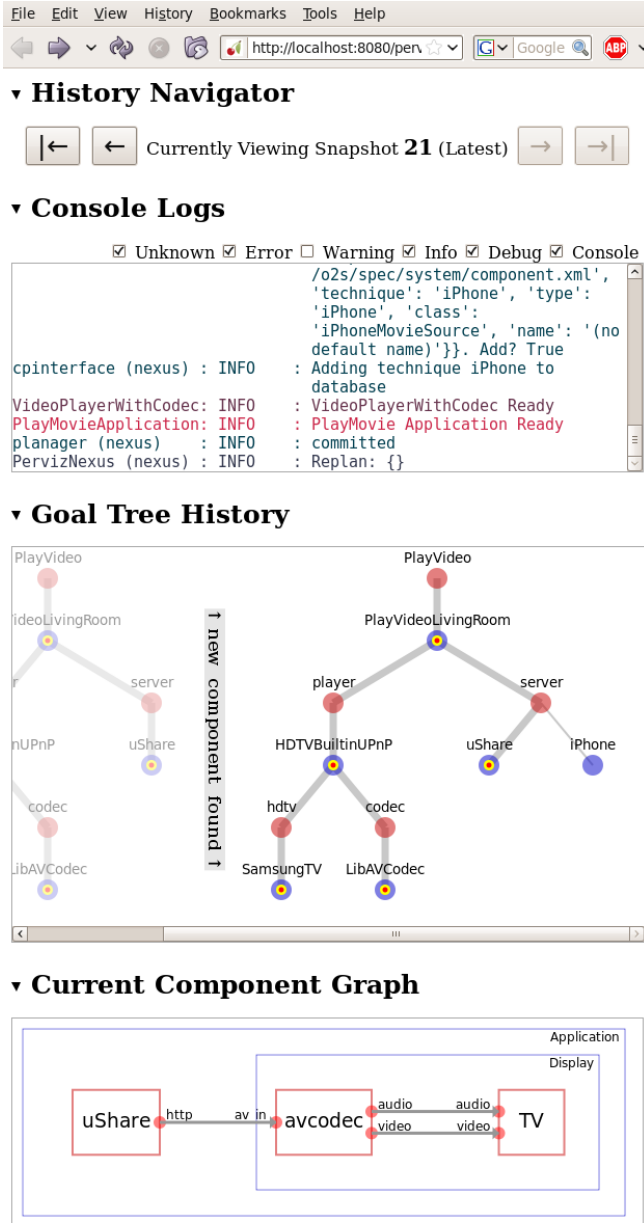 File Edit View History Bookmarks Tools Help
http://localhost:8080/perv Google ABP
▾ History Navigator
|← ← Currently Viewing Snapshot 21 (Latest) → →|
▾ Console Logs
☑ Unknown ☑ Error ☐ Warning ☑ Info ☑ Debug ☑ Console
/o2s/spec/system/component.xml',
'technique': 'iPhone', 'type':
'iPhone', 'class':
'iPhoneMovieSource', 'name': '(no
default name)'}}. Add? True
cpinterface (nexus) : INFO : Adding technique iPhone to
database
VideoPlayerWithCodec: INFO : VideoPlayerWithCodec Ready
PlayMovieApplication: INFO : PlayMovie Application Ready
planager (nexus) : INFO : committed
PervizNexus (nexus) : INFO : Replan: {}
▾ Goal Tree History
PlayVideo PlayVideo
ideoLivingRoom PlayVideoLivingRoom
r server player server
nUPnP uShare HDTVBuiltinUPnP uShare iPhone
codec hdtv codec
LibAVCodec SamsungTV LibAVCodec
↑ new component found ↑
▾ Current Component Graph
Application
Display
uShare http av in avcodec audio audio TV
video video